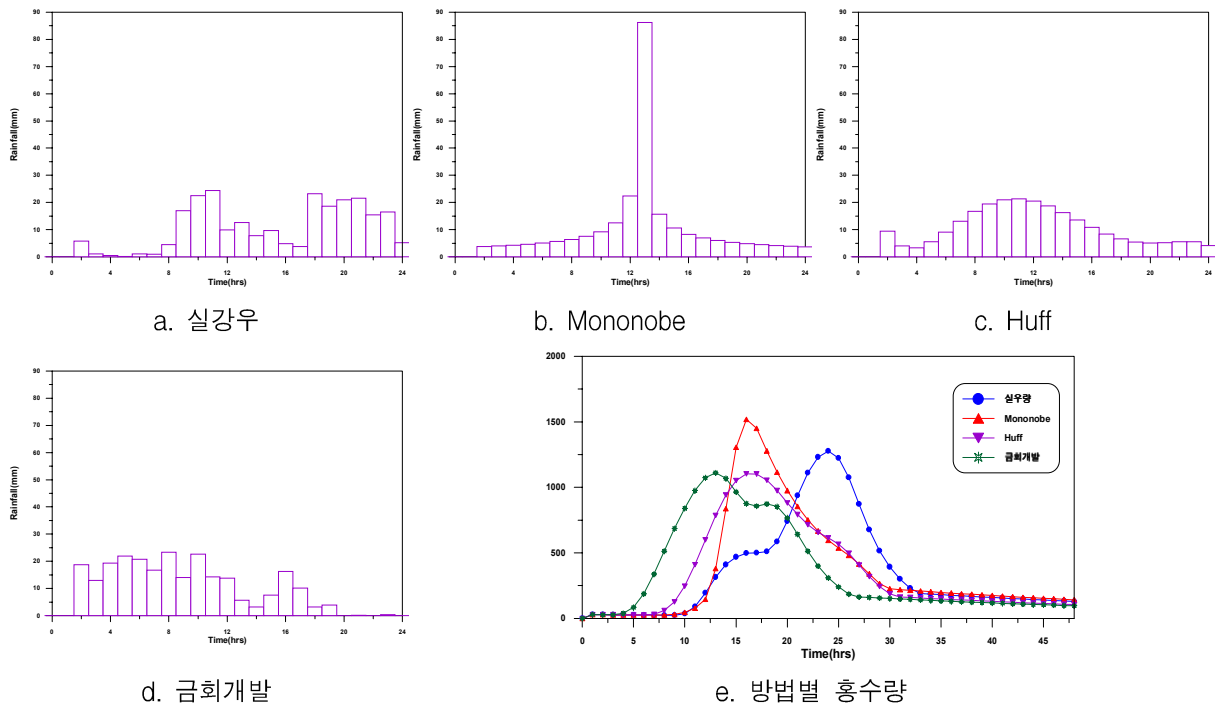 90
80
70
60
50
40
30
20
10
0
Rainfall(mm)
0 4 8 12 16 20 24
Time(hrs)
a. 실강우
90
80
70
60
50
40
30
20
10
0
Rainfall(mm)
0 4 8 12 16 20 24
Time(hrs)
b. Mononobe
90
80
70
60
50
40
30
20
10
0
Rainfall(mm)
0 4 8 12 16 20 24
Time(hrs)
c. Huff
90
80
70
60
50
40
30
20
10
0
Rainfall(mm)
0 4 8 12 16 20 24
Time(hrs)
d. 금회개발
2000
1500
1000
500
0
실우량
Mononobe
Huff
금회개발
0 5 10 15 20 25 30 35 40 45
Time(hrs)
e. 방법별 홍수량